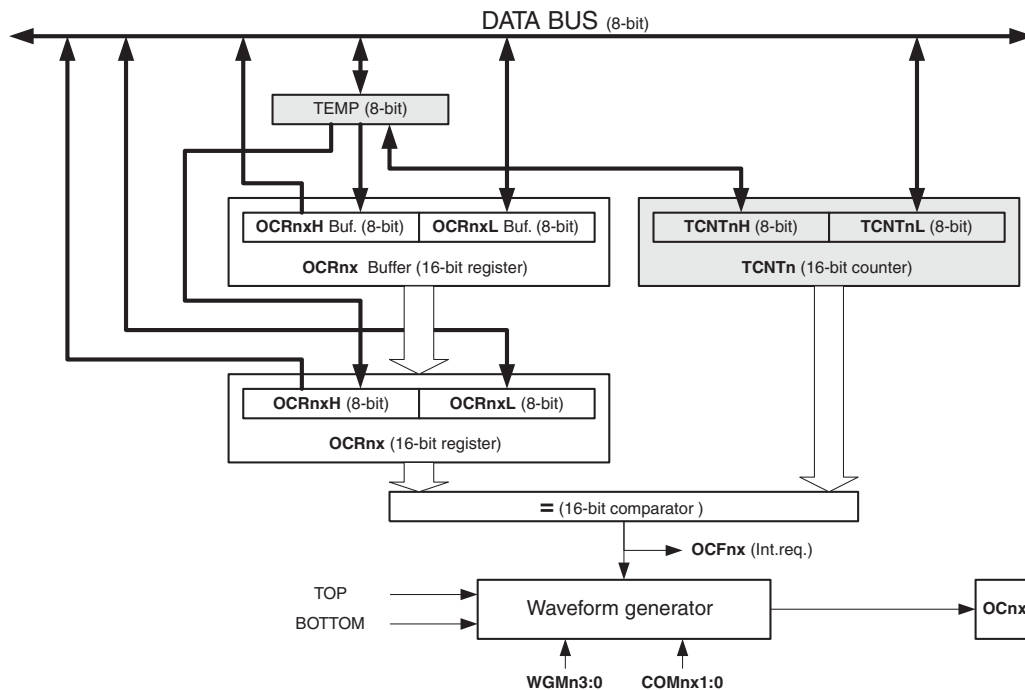 DATA BUS (8-bit)
TEMP (8-bit)
OCRnxH Buf. (8-bit) OCRnxL Buf. (8-bit)
OCRnx Buffer (16-bit register)
TCNTnH (8-bit) TCNTnL (8-bit)
TCNTn (16-bit counter)
OCRnxH (8-bit) OCRnxL (8-bit)
OCRnx (16-bit register)
= (16-bit comparator )
OCFnx (Int.req.)
TOP
BOTTOM
Waveform generator
OCnx
WGMn3:0 COMnx1:0